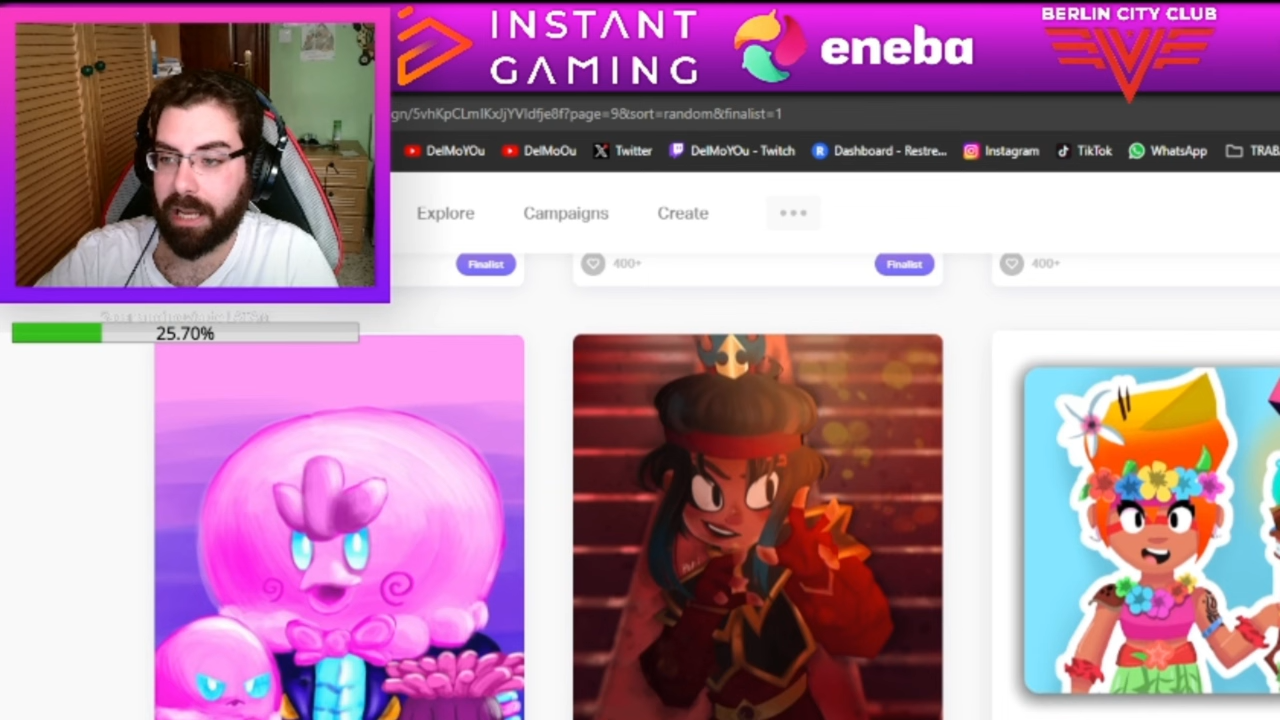 INSTANT
GAMING
eneba
BERLIN CITY CLUB
gn/5vhKpCLmIKxJjYVIdfje8f?page=9&sort=random&finalist=1
DelMoYOu
DelMoOu
Twitter
DelMoYOu - Twitch
Dashboard - Restre...
Instagram
TikTok
WhatsApp
TRAB
Explore
Campaigns
Create
Finalist
400+
Finalist
400+
25.70%